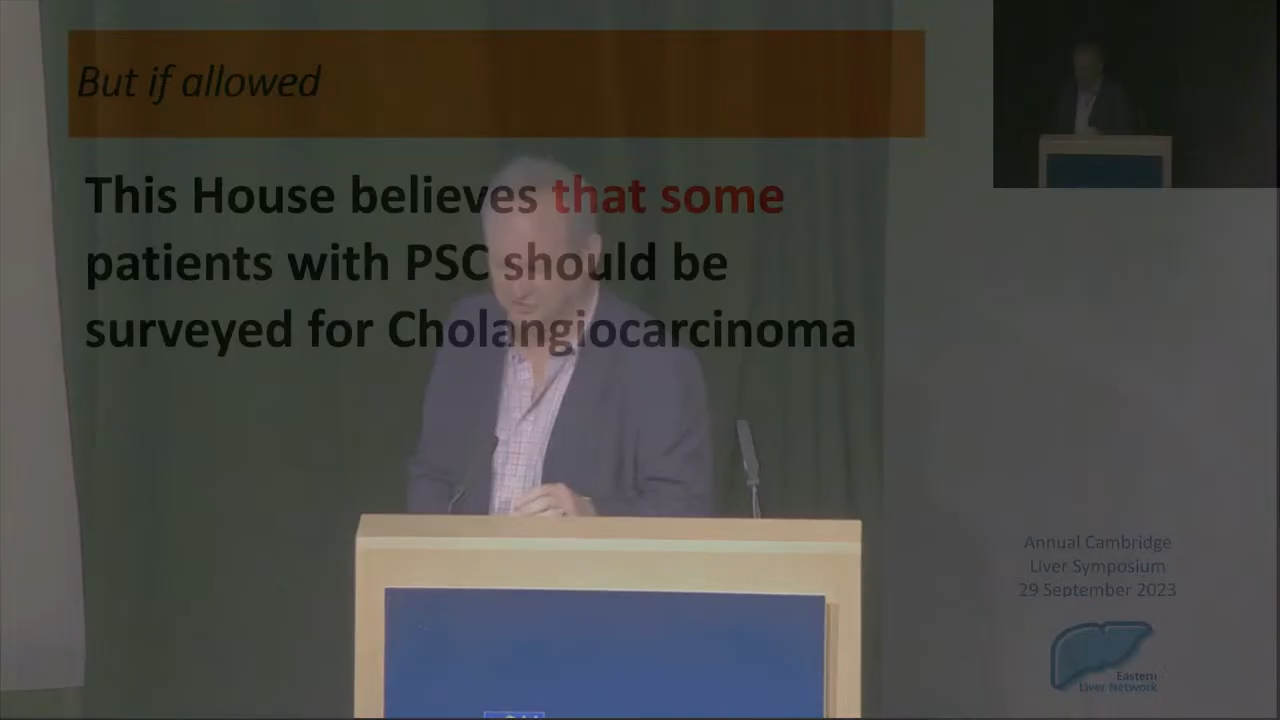 But if allowed
This House believes that some
patients with PSC should be
surveyed for Cholangiocarcinoma
Annual Cambridge
Liver Symposium
29 September 2023
Eastern
Liver Network